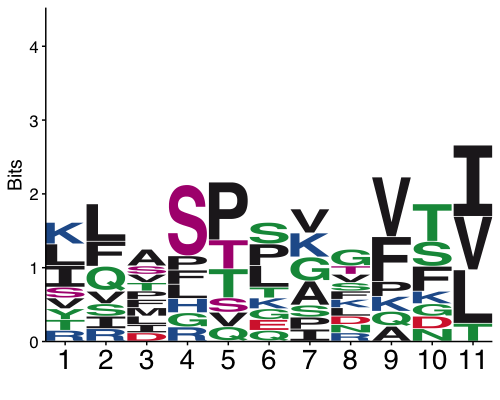 4
3
2
1
0
Bits
K L I S V Y T R
L F Q V S I R
A S T P M I D
S P L H G R
P T T S V Q
S P L T K G E Q
V K G A S P I
G T S F K L D N R
V F P K Q A
T S F K G D N
I V L T
1 2 3 4 5 6 7 8 9 10 11